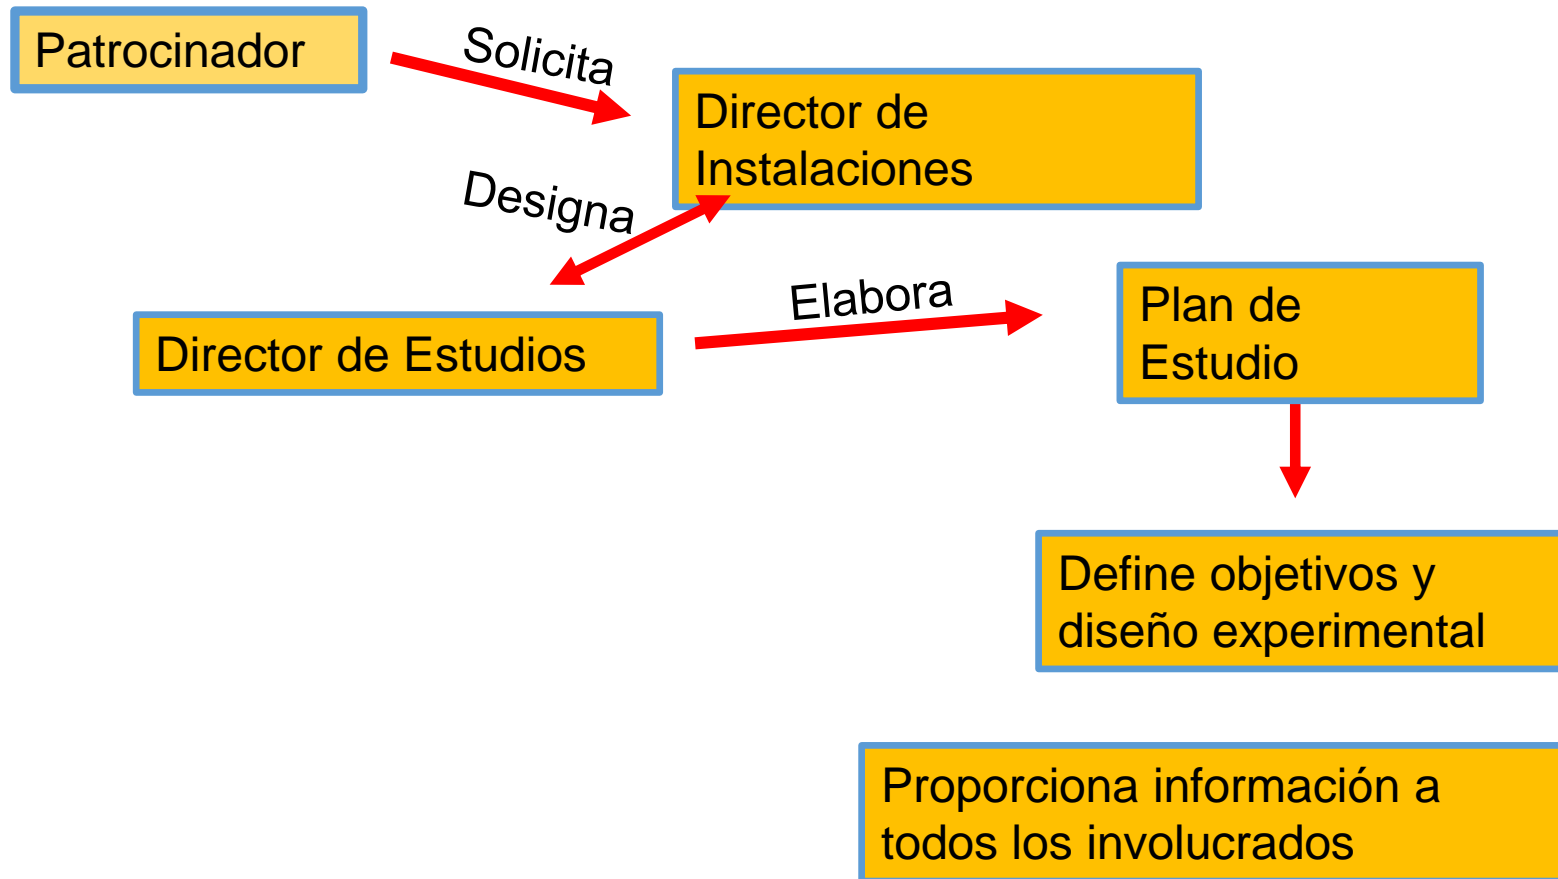 Patrocinador
Solicita
Director de
Instalaciones
Designa
Director de Estudios
Elabora
Plan de
Estudio
Define objetivos y
diseño experimental
Proporciona información a
todos los involucrados